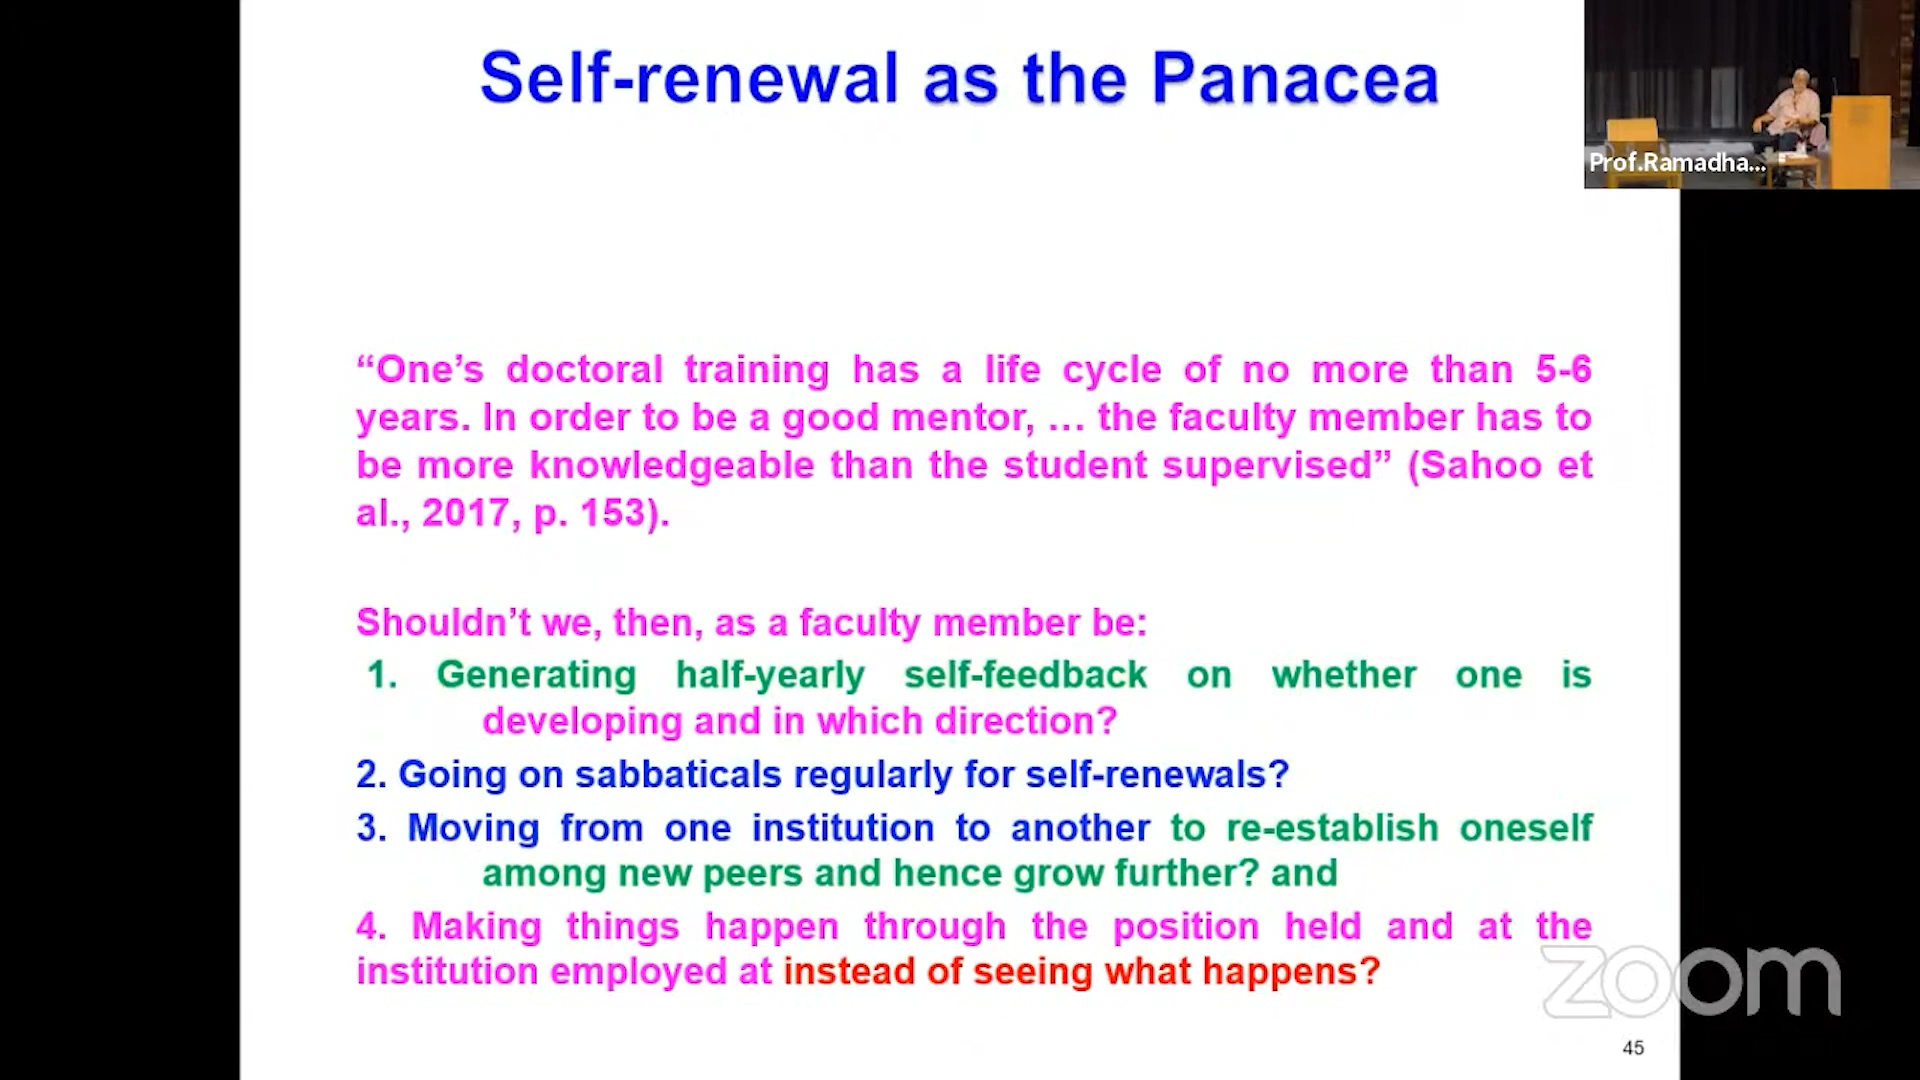 Self-renewal as the Panacea
Prof.Ramadha...
“One’s doctoral training has a life cycle of no more than 5-6
years. In order to be a good mentor, … the faculty member has to
be more knowledgeable than the student supervised” (Sahoo et
al., 2017, p. 153).
Shouldn’t we, then, as a faculty member be:
1. Generating half-yearly self-feedback on whether one is
developing and in which direction?
2. Going on sabbaticals regularly for self-renewals?
3. Moving from one institution to another to re-establish oneself
among new peers and hence grow further? and
4. Making things happen through the position held and at the
institution employed at instead of seeing what happens?
zoom
45